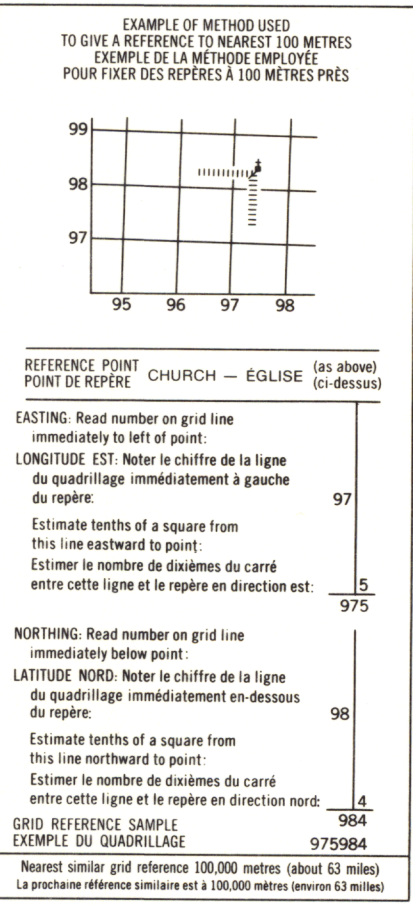 EXAMPLE OF METHOD USED
TO GIVE A REFERENCE TO NEAREST 100 METRES
EXEMPLE DE LA MÉTHODE EMPLOYÉE
POUR FIXER DES REPÈRES À 100 MÈTRES PRÈS
99
98
97
95 96 97 98
REFERENCE POINT
POINT DE REPÈRE
CHURCH — ÉGLISE
(as above)
(ci-dessus)
EASTING: Read number on grid line
immediately to left of point:
LONGITUDE EST: Noter le chiffre de la ligne
du quadrillage immédiatement à gauche
du repère: 97
Estimate tenths of a square from
this line eastward to point:
Estimer le nombre de dixièmes du carré
entre cette ligne et le repère en direction est: 5
975
NORTHING: Read number on grid line
immediately below point:
LATITUDE NORD: Noter le chiffre de la ligne
du quadrillage immédiatement en-dessous
du repère: 98
Estimate tenths of a square from
this line northward to point:
Estimer le nombre de dixièmes du carré
entre cette ligne et le repère en direction nord: 4
GRID REFERENCE SAMPLE 984
EXEMPLE DU QUADRILLAGE 975984
Nearest similar grid reference 100,000 metres (about 63 miles)
La prochaine référence similaire est à 100,000 mètres (environ 63 milles)